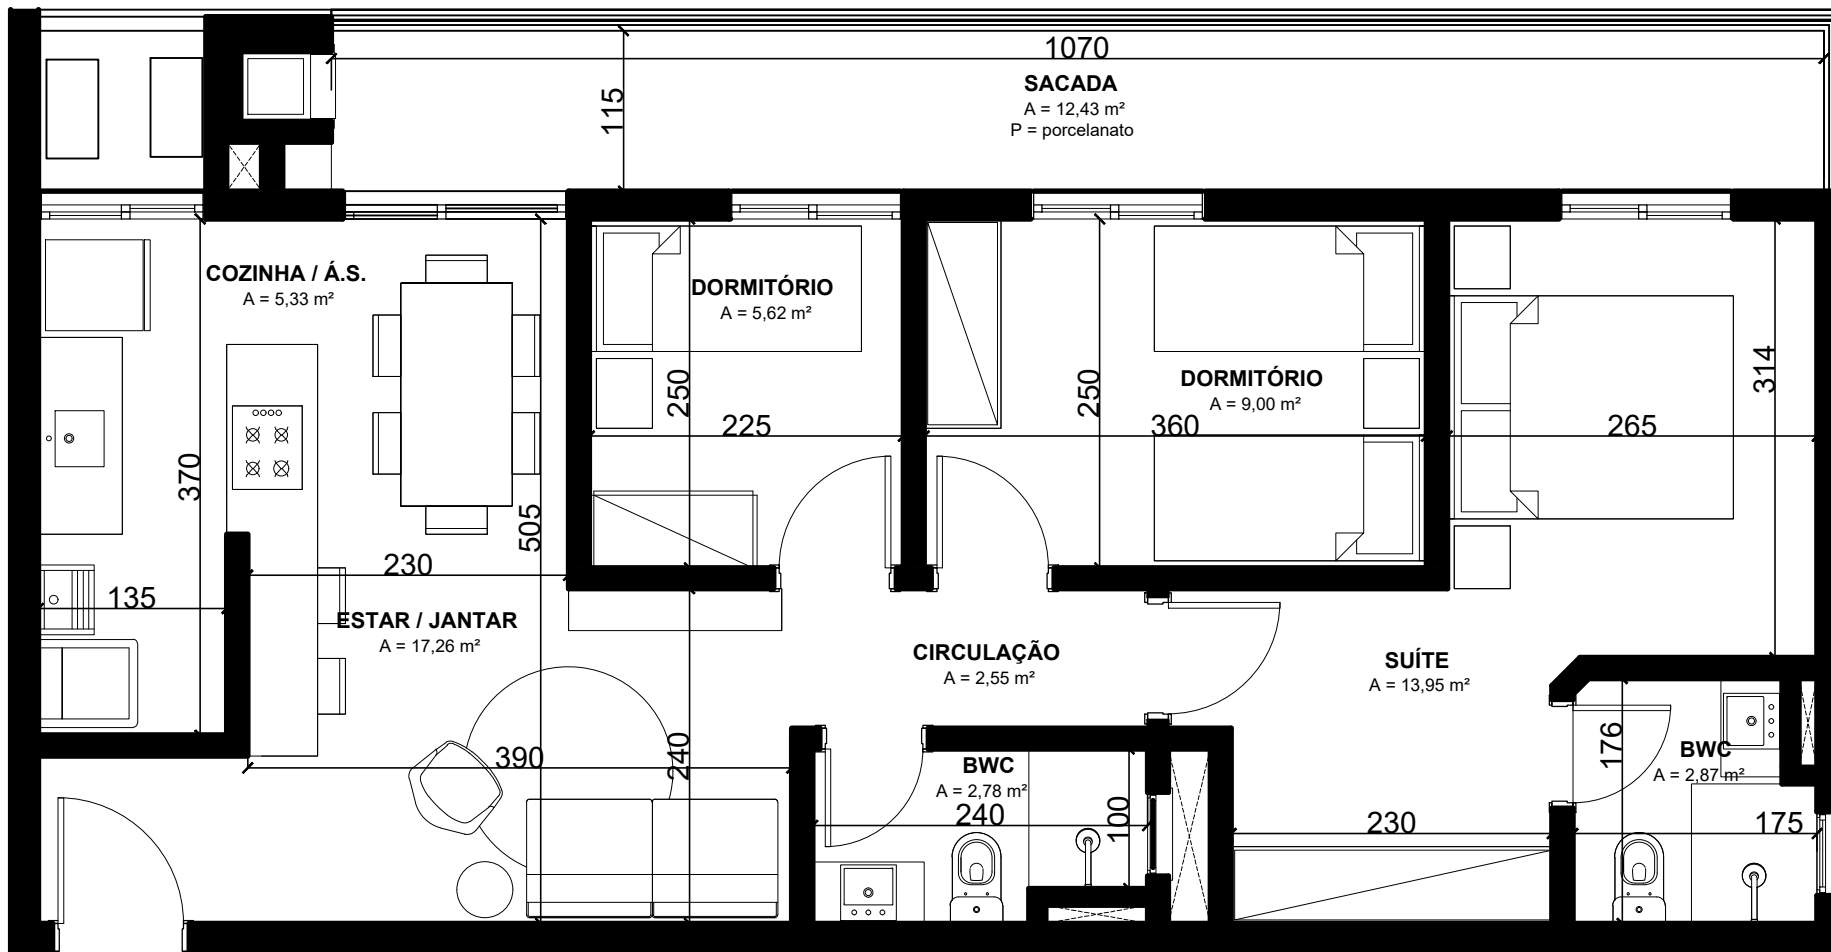 1070
SACADA
A = 12,43 m²
P = porcelanato
115
COZINHA / Á.S.
A = 5,33 m²
DORMITÓRIO
A = 5,62 m²
250
225
DORMITÓRIO
A = 9,00 m²
250
360
314
265
370
505
230
135
ESTAR / JANTAR
A = 17,26 m²
CIRCULAÇÃO
A = 2,55 m²
SUÍTE
A = 13,95 m²
390
240
BWC
A = 2,78 m²
240
100
230
176
BWC
A = 2,87 m²
175